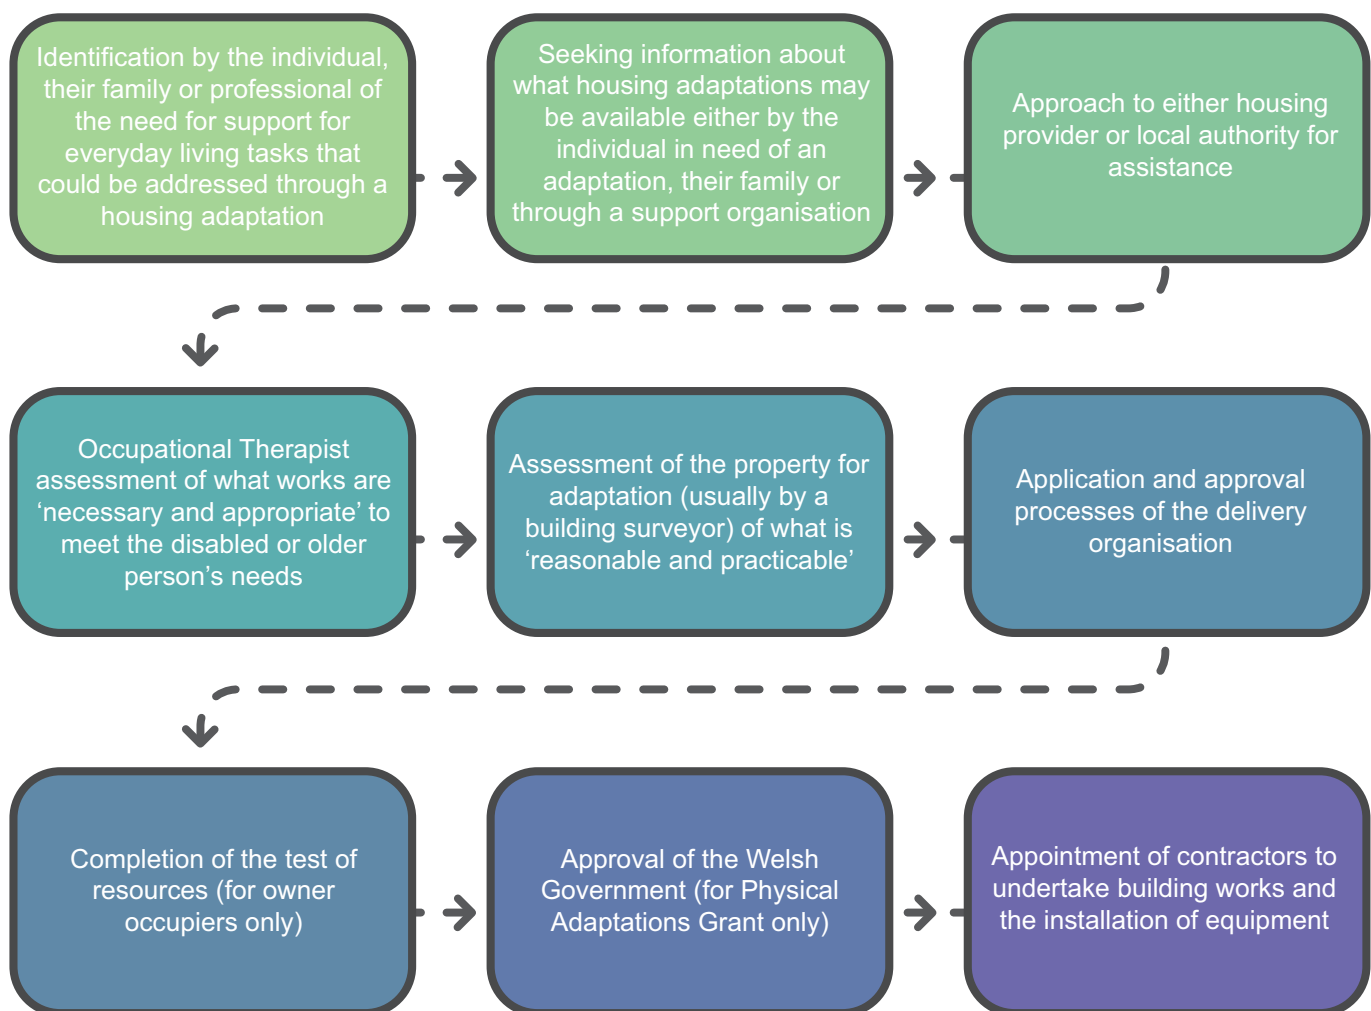 Identification by the individual,
their family or professional of
the need for support for
everyday living tasks that
could be addressed through a
housing adaptation
Seeking information about
what housing adaptations may
be available either by the
individual in need of an
adaptation, their family or
through a support organisation
Approach to either housing
provider or local authority for
assistance
Occupational Therapist
assessment of what works are
‘necessary and appropriate’ to
meet the disabled or older
person’s needs
Assessment of the property for
adaptation (usually by a
building surveyor) of what is
‘reasonable and practicable’
Application and approval
processes of the delivery
organisation
Completion of the test of
resources (for owner
occupiers only)
Approval of the Welsh
Government (for Physical
Adaptations Grant only)
Appointment of contractors to
undertake building works and
the installation of equipment